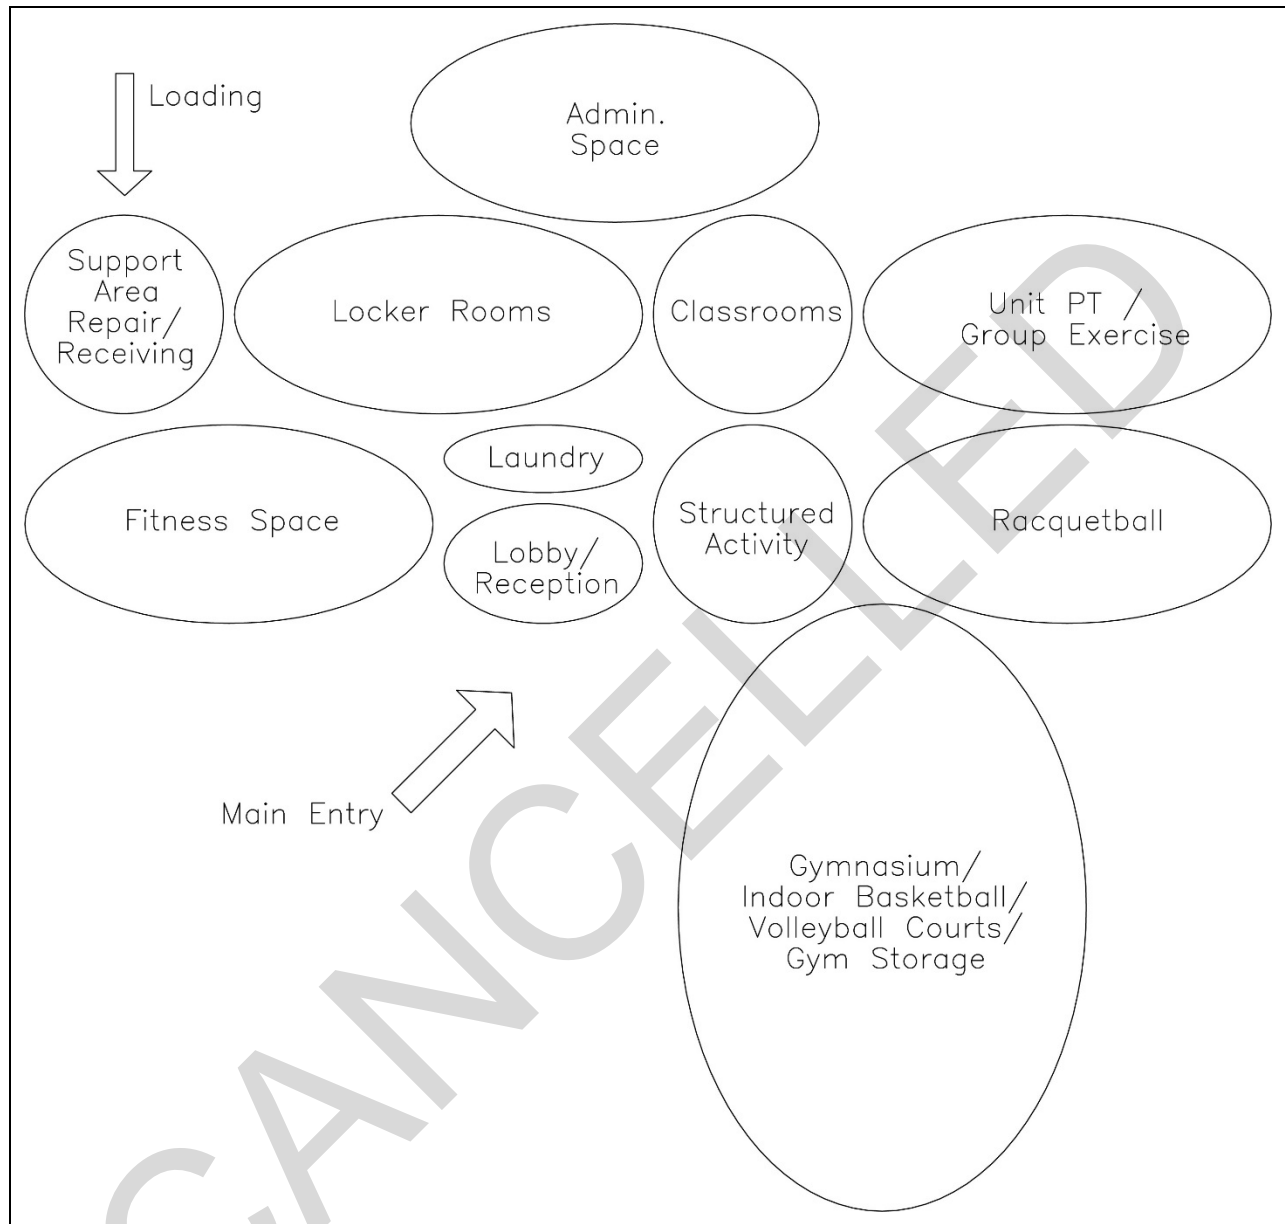 Loading
Admin.
Space
Support
Area
Repair/
Receiving
Locker Rooms
Classrooms
Unit PT /
Group Exercise
Fitness Space
Laundry
Lobby/
Reception
Structured
Activity
Racquetball
Main Entry
Gymnasium/
Indoor Basketball/
Volleyball Courts/
Gym Storage
CANCELLED